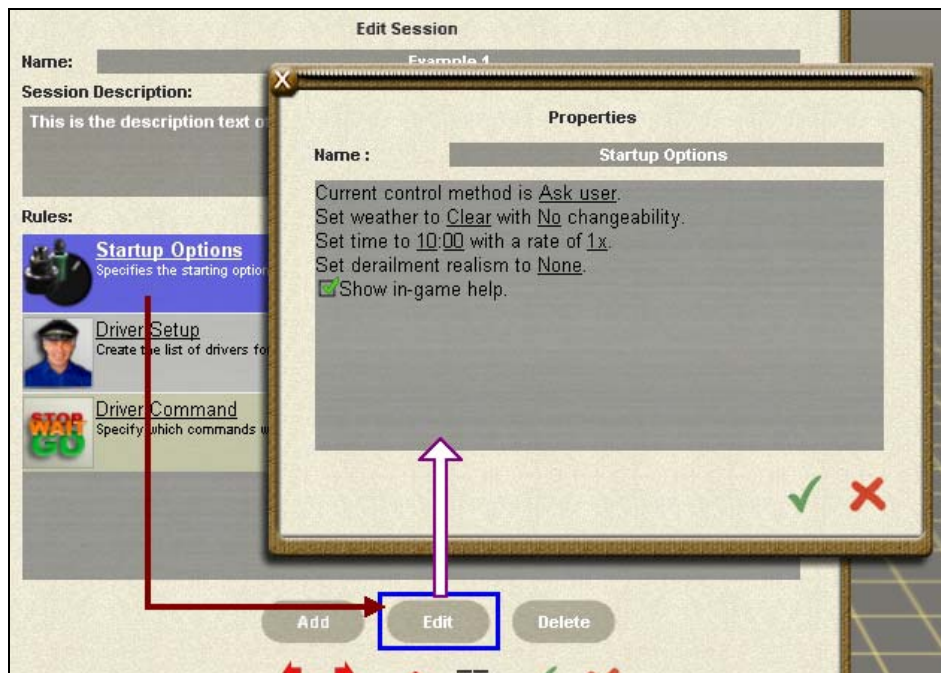 Edit Session
Name:
Session Description:
This is the description text
Properties
Name :
Startup Options
Current control method is Ask user.
Set weather to Clear with No changeability.
Set time to 10:00 with a rate of 1x.
Set derailment realism to None.
Show in-game help.
Rules:
Startup Options
Specifies the starting option
Driver Setup
Create the list of drivers
Driver Command
Specify which commands
STOP
WAIT
GO
Add
Edit
Delete